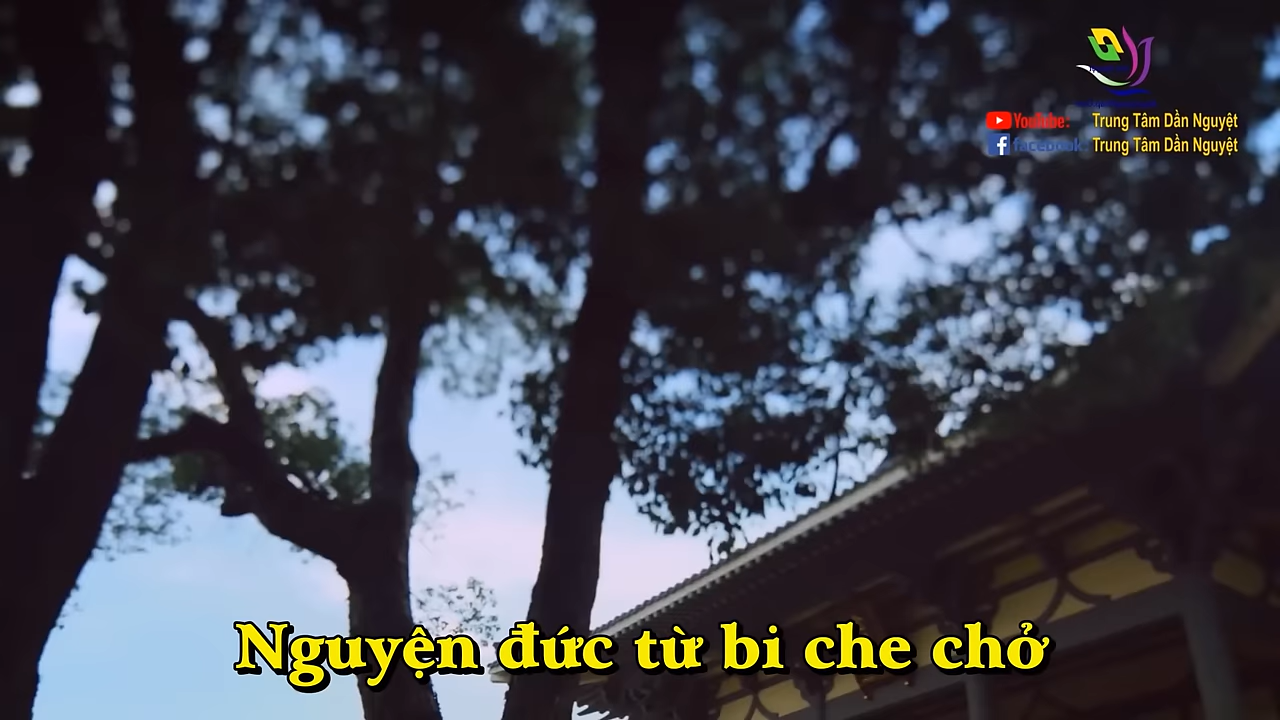 YouTube: Trung Tâm Dần Nguyệt
facebook: Trung Tâm Dần Nguyệt
Nguyện đức từ bi che chở